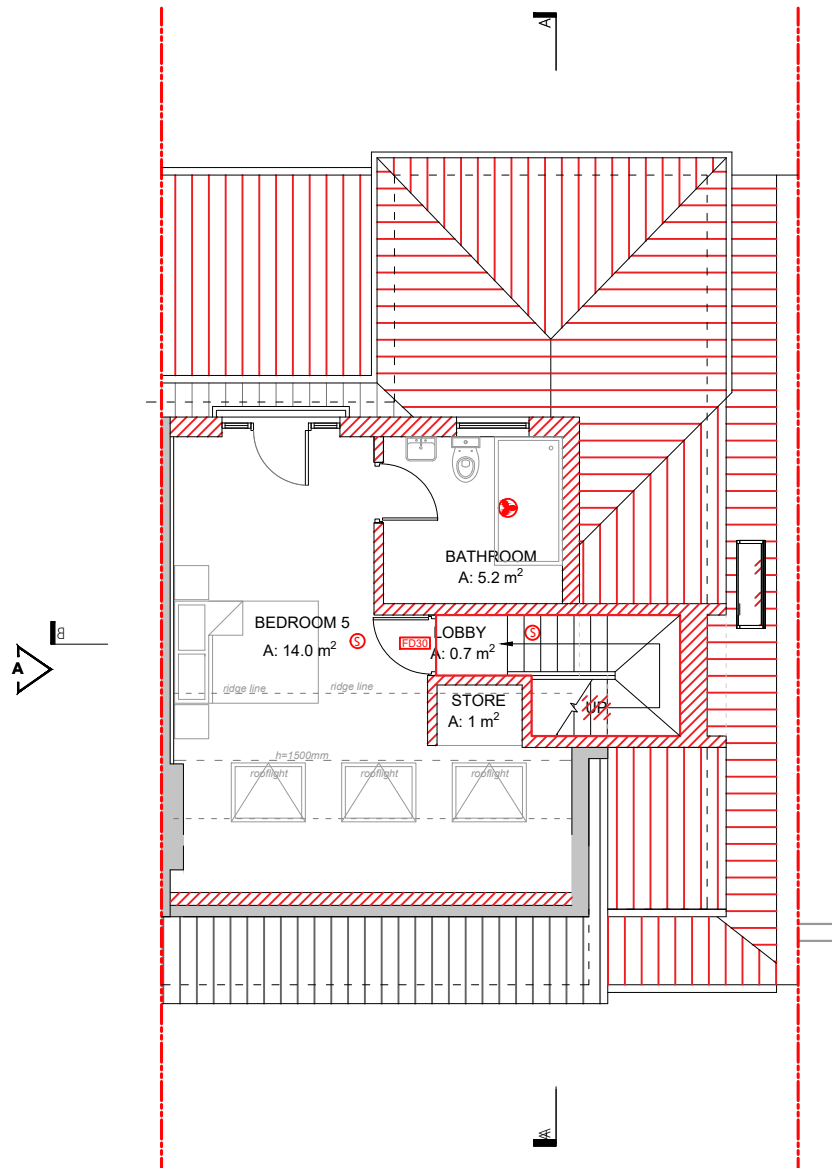 A
BATHROOM
A: 5.2 m²
BEDROOM 5
A: 14.0 m²
S
FD30
LOBBY
A: 0.7 m²
S
B
A
ridge line
ridge line
STORE
A: 1 m²
UP
h=1500mm
rooflight
rooflight
rooflight
AA